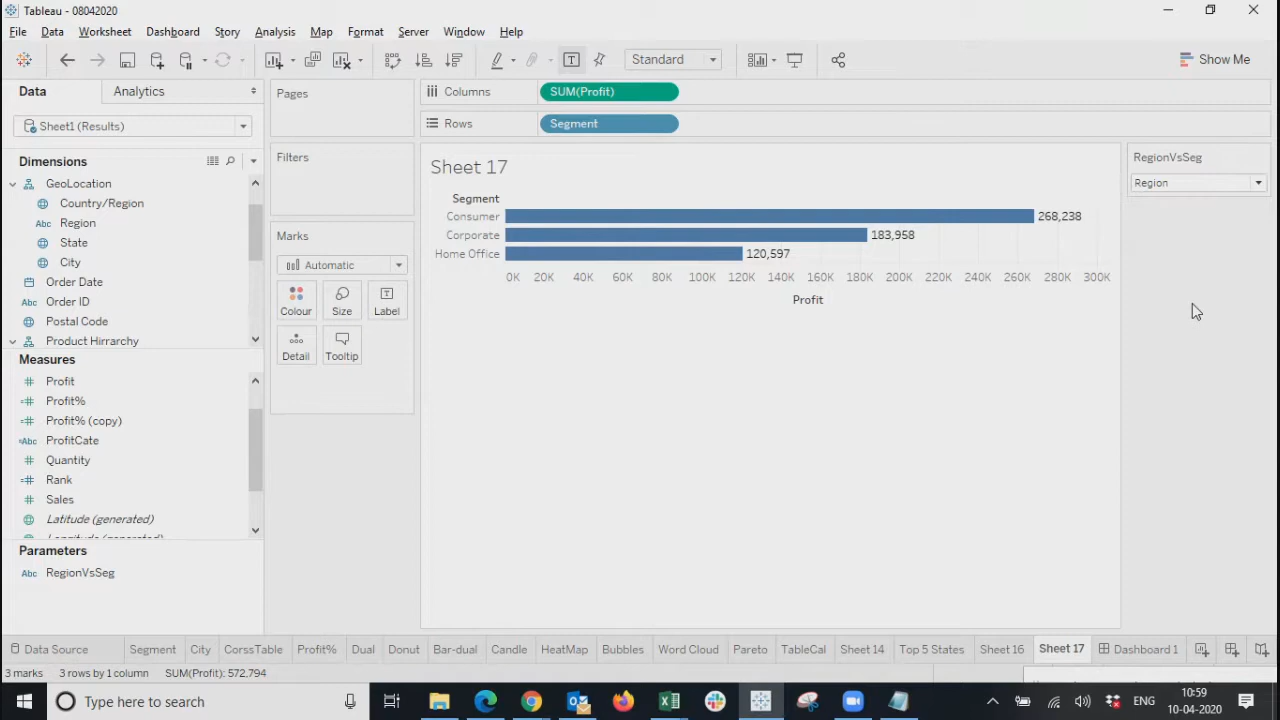 Tableau - 08042020
File Data Worksheet Dashboard Story Analysis Map Format Server Window Help
Standard
Show Me
Data Analytics
Sheet1 (Results)
Dimensions
GeoLocation
Country/Region
Abc Region
State
City
Order Date
Abc Order ID
Postal Code
Product Hirrarchy
Measures
Profit
Profit%
Profit% (copy)
Abc ProfitCate
Quantity
Rank
Sales
Latitude (generated)
Parameters
Abc RegionVsSeg
Pages
Filters
Marks
Automatic
Colour Size Label
Detail Tooltip
Columns SUM(Profit)
Rows Segment
Sheet 17
Segment
Consumer 268,238
Corporate 183,958
Home Office 120,597
0K 20K 40K 60K 80K 100K 120K 140K 160K 180K 200K 220K 240K 260K 280K 300K
Profit
RegionVsSeg
Region
Data Source Segment City CorssTable Profit% Dual Donut Bar-dual Candle HeatMap Bubbles Word Cloud Pareto TableCal Sheet 14 Top 5 States Sheet 16 Sheet 17 Dashboard 1
3 marks 3 rows by 1 column SUM(Profit): 572,794
Type here to search
ENG
10:59
10-04-2020